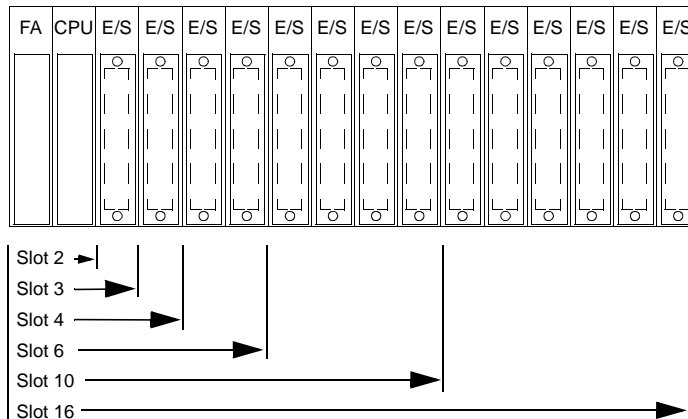 FA CPU E/S E/S E/S E/S E/S E/S E/S E/S E/S E/S E/S E/S E/S E/S
Slot 2
Slot 3
Slot 4
Slot 6
Slot 10
Slot 16